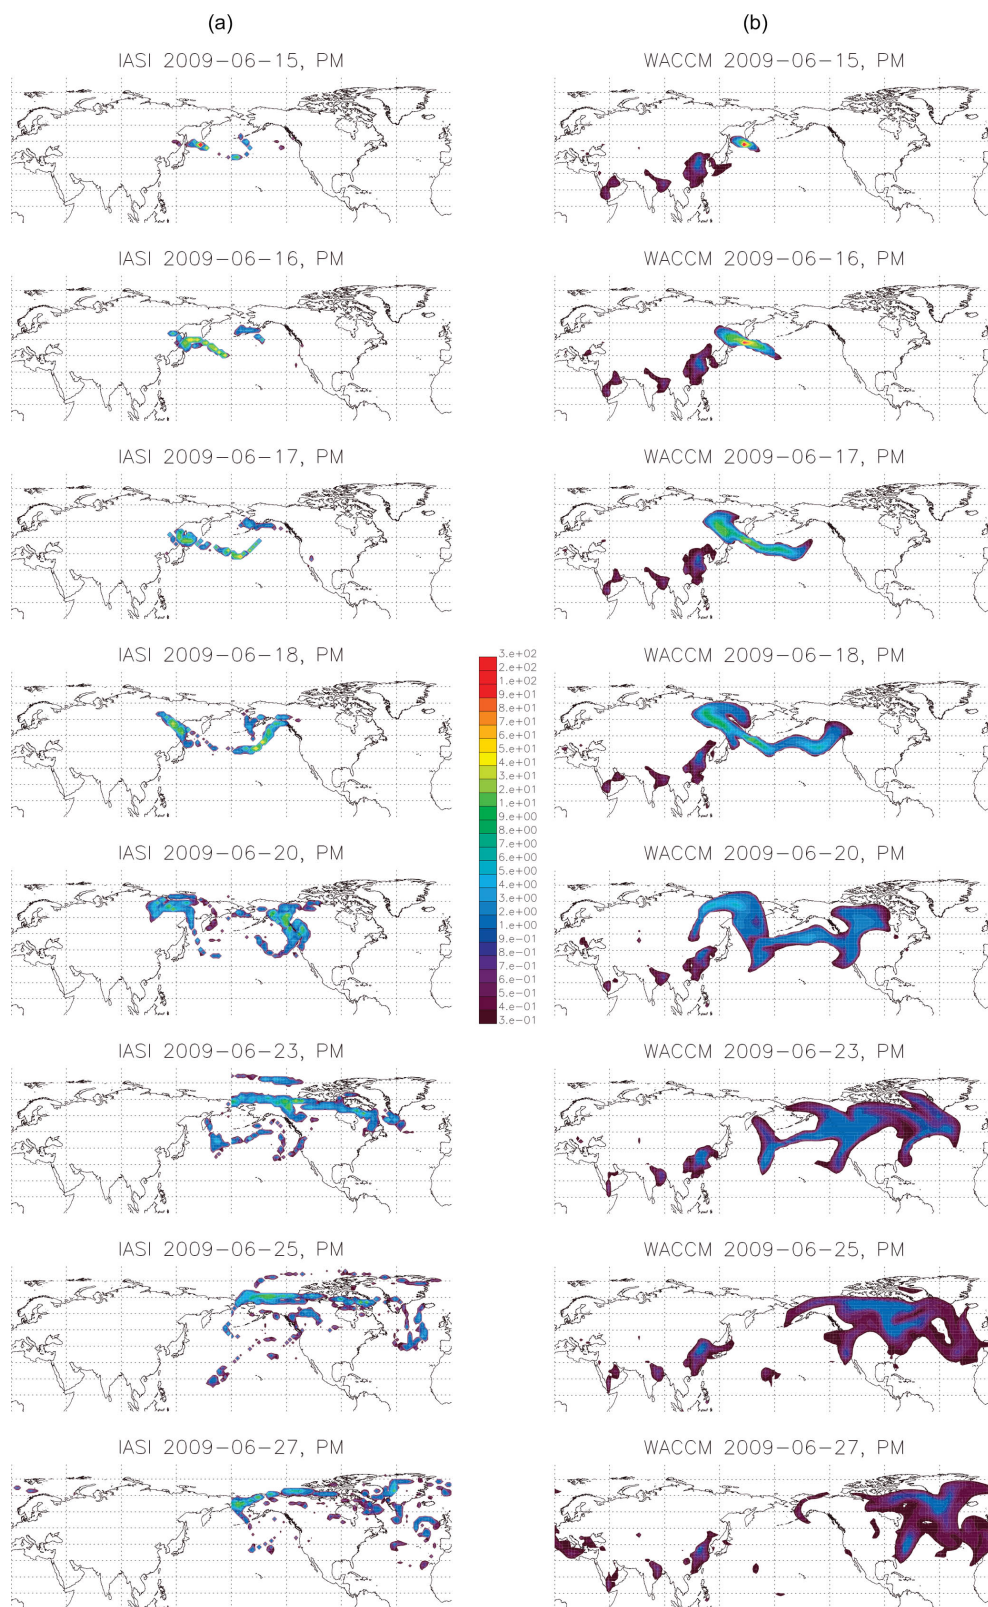 (a) (b)
IASI 2009-06-15, PM WACCM 2009-06-15, PM
IASI 2009-06-16, PM WACCM 2009-06-16, PM
IASI 2009-06-17, PM WACCM 2009-06-17, PM
IASI 2009-06-18, PM WACCM 2009-06-18, PM
3.e+02
2.e+02
1.e+02
9.e+01
8.e+01
7.e+01
6.e+01
5.e+01
4.e+01
3.e+01
2.e+01
1.e+01
9.e+00
8.e+00
7.e+00
6.e+00
5.e+00
4.e+00
3.e+00
2.e+00
1.e+00
9.e-01
8.e-01
7.e-01
6.e-01
5.e-01
4.e-01
3.e-01
IASI 2009-06-20, PM WACCM 2009-06-20, PM
IASI 2009-06-23, PM WACCM 2009-06-23, PM
IASI 2009-06-25, PM WACCM 2009-06-25, PM
IASI 2009-06-27, PM WACCM 2009-06-27, PM